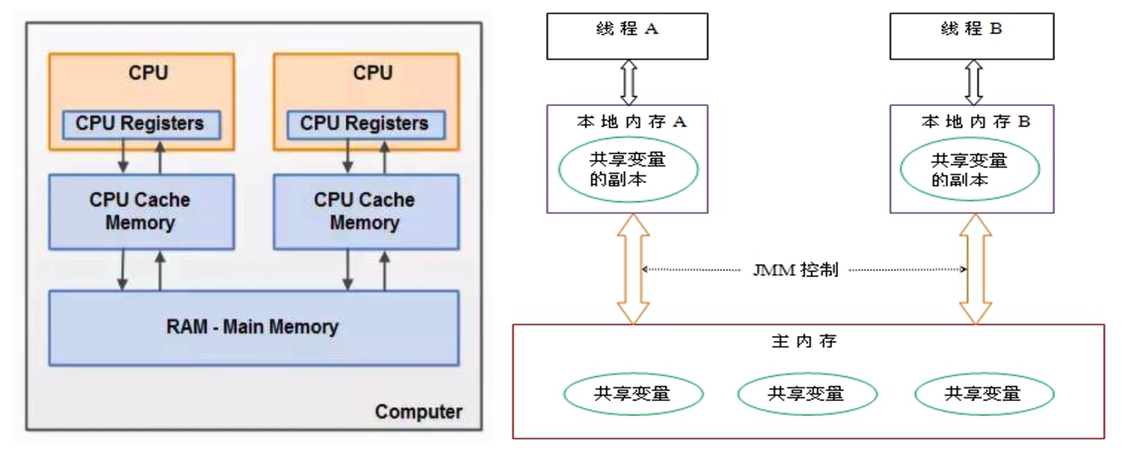 CPU
CPU Registers
CPU
CPU Registers
CPU Cache
Memory
CPU Cache
Memory
RAM - Main Memory
Computer
线程 A
线程 B
本地内存 A
共享变量
的副本
本地内存 B
共享变量
的副本
JMM 控制
主内存
共享变量
共享变量
共享变量